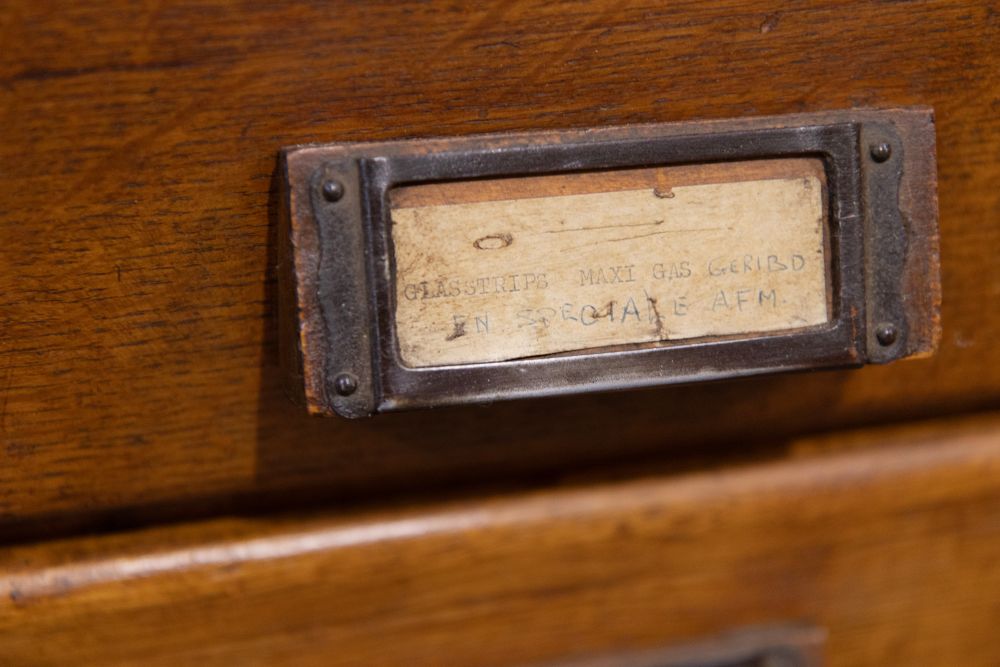 GLASSTRIPS MAXI GAS GERIBD
EN SPECIALE AFM.